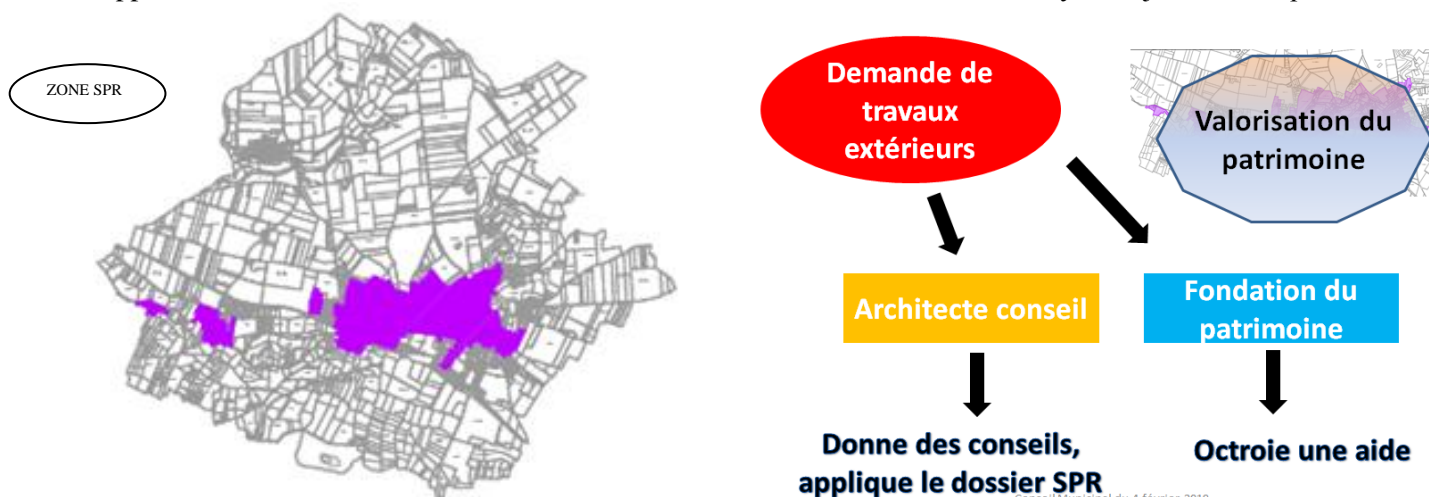 ZONE SPR
Demande de
travaux
extérieurs
Valorisation du
patrimoine
Architecte conseil
Fondation du
patrimoine
Donne des conseils,
applique le dossier SPR
Octroie une aide